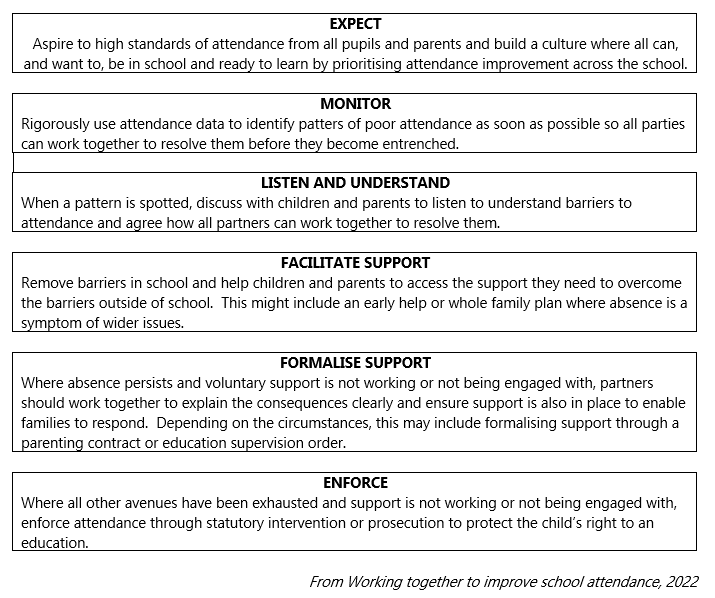 EXPECT
Aspire to high standards of attendance from all pupils and parents and build a culture where all can,
and want to, be in school and ready to learn by prioritising attendance improvement across the school.
MONITOR
Rigorously use attendance data to identify patters of poor attendance as soon as possible so all parties
can work together to resolve them before they become entrenched.
LISTEN AND UNDERSTAND
When a pattern is spotted, discuss with children and parents to listen to understand barriers to
attendance and agree how all partners can work together to resolve them.
FACILITATE SUPPORT
Remove barriers in school and help children and parents to access the support they need to overcome
the barriers outside of school.  This might include an early help or whole family plan where absence is a
symptom of wider issues.
FORMALISE SUPPORT
Where absence persists and voluntary support is not working or not being engaged with, partners
should work together to explain the consequences clearly and ensure support is also in place to enable
families to respond.  Depending on the circumstances, this may include formalising support through a
parenting contract or education supervision order.
ENFORCE
Where all other avenues have been exhausted and support is not working or not being engaged with,
enforce attendance through statutory intervention or prosecution to protect the child's right to an
education.
From Working together to improve school attendance, 2022